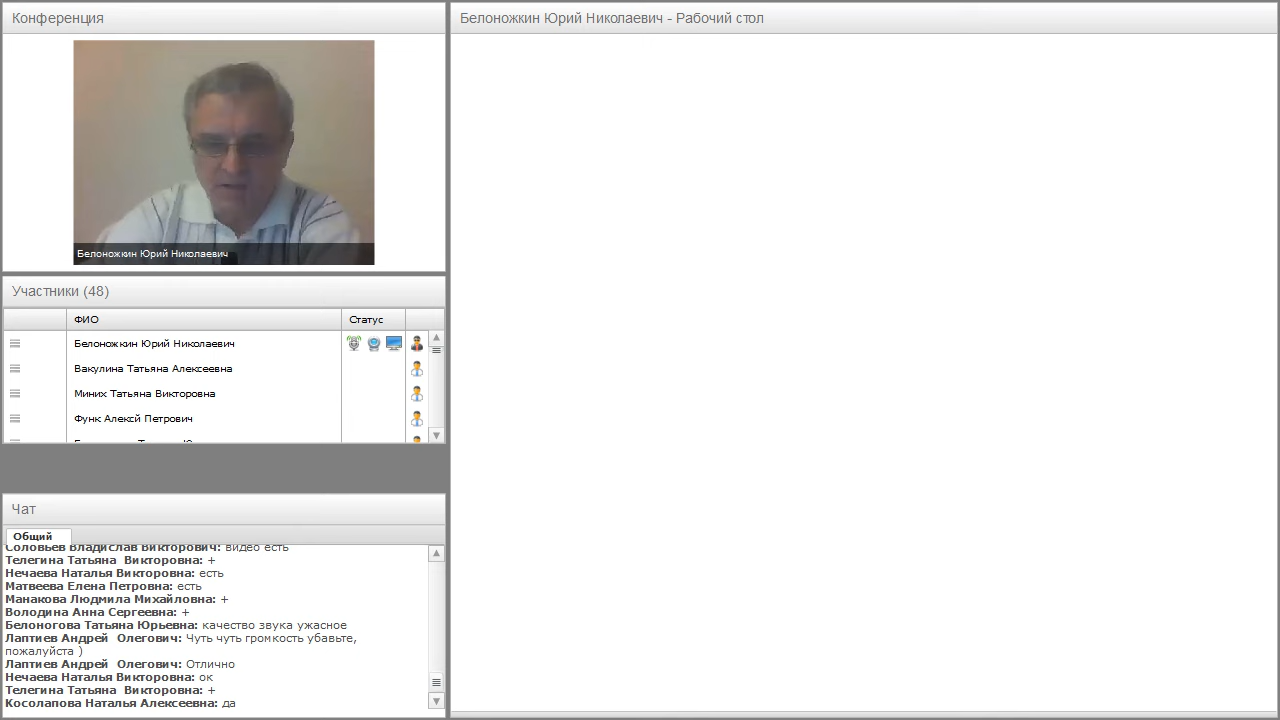 Конференция
Белоножкин Юрий Николаевич
Участники (48)
ФИО Статус
Белоножкин Юрий Николаевич
Вакулина Татьяна Алексеевна
Миних Татьяна Викторовна
Функ Алексй Петрович
Чат
Общий
Соловьев Владислав Викторович: видео есть
Телегина Татьяна Викторовна: +
Нечаева Наталья Викторовна: есть
Матвеева Елена Петровна: есть
Манакова Людмила Михайловна: +
Володина Анна Сергеевна: +
Белоногова Татьяна Юрьевна: качество звука ужасное
Лаптиев Андрей Олегович: Чуть чуть громкость убавьте,
пожалуйста )
Лаптиев Андрей Олегович: Отлично
Нечаева Наталья Викторовна: ок
Телегина Татьяна Викторовна: +
Косолапова Наталья Алексеевна: да
Белоножкин Юрий Николаевич - Рабочий стол